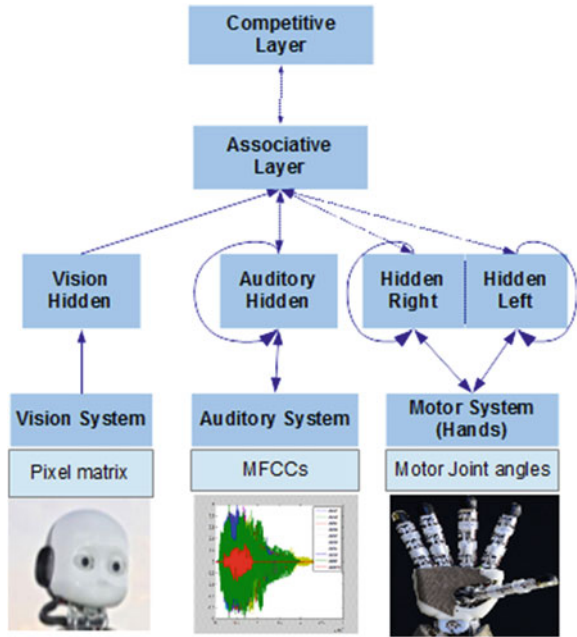 Competitive
Layer
Associative
Layer
Vision
Hidden
Auditory
Hidden
Hidden
Right
Hidden
Left
Vision System
Auditory System
Motor System
(Hands)
Pixel matrix
MFCCs
Motor Joint angles